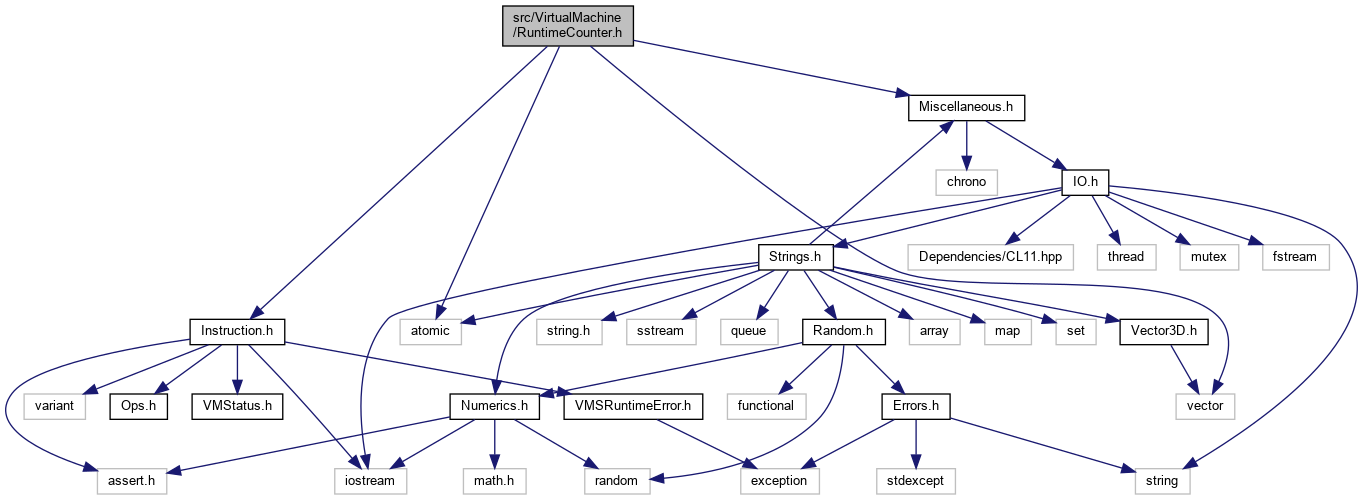 src/VirtualMachine
/RuntimeCounter.h
Miscellaneous.h
chrono
IO.h
Strings.h
Dependencies/CL11.hpp
thread
mutex
fstream
Instruction.h
atomic
string.h
sstream
queue
Random.h
array
map
set
Vector3D.h
variant
Ops.h
VMStatus.h
Numerics.h
VMSRuntimeError.h
functional
Errors.h
vector
assert.h
iostream
math.h
random
exception
stdexcept
string